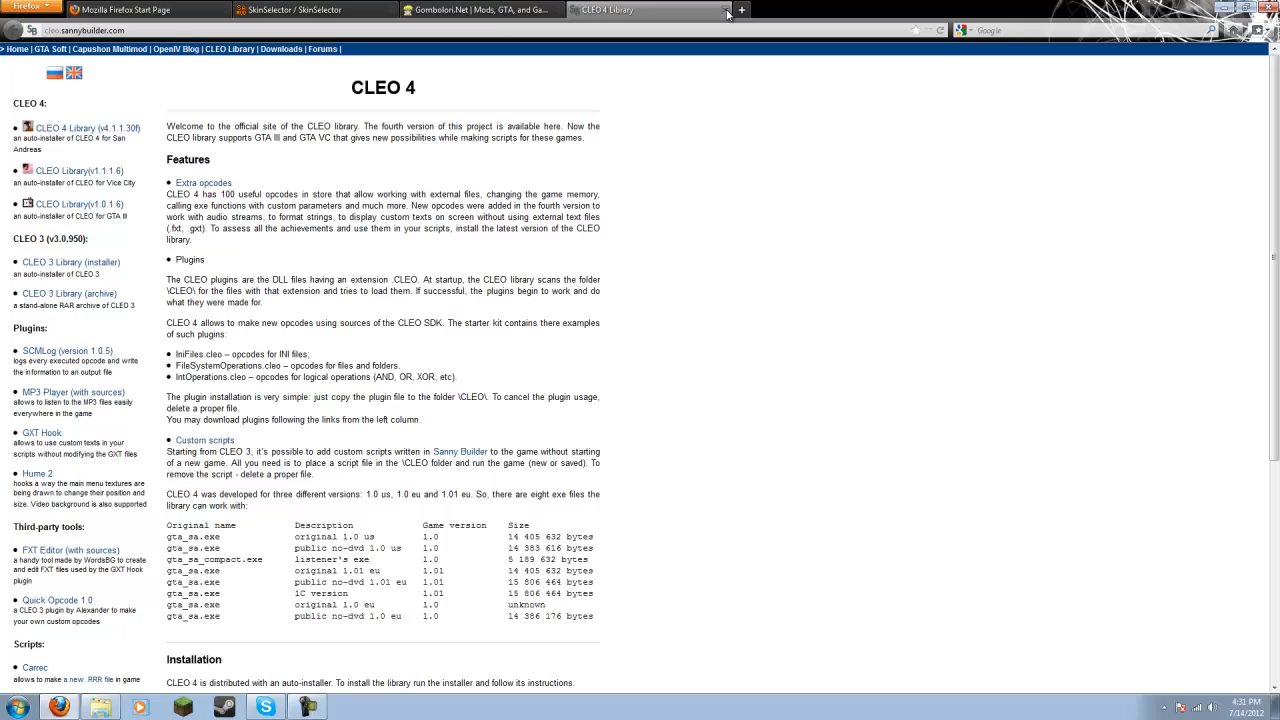 Firefox
Mozilla Firefox Start Page
SkinSelector / SkinSelector
Gombolori.Net | Mods, GTA, and Ga...
CLEO 4 Library
cleo.sannybuilder.com
Google
> Home | GTA Soft | Capushon Multimod | OpenIV Blog | CLEO Library | Downloads | Forums |
CLEO 4:
CLEO 4 Library (v4.1.1.30f)
an auto-installer of CLEO 4 for San
Andreas
CLEO Library(v1.1.1.6)
an auto-installer of CLEO for Vice
City
CLEO Library(v1.0.1.6)
an auto-installer of CLEO for GTA III
CLEO 3 (v3.0.950):
CLEO 3 Library (installer)
an auto-installer of CLEO 3
CLEO 3 Library (archive)
a stand-alone RAR archive of CLEO 3
Plugins:
SCMLog (version 1.0.5)
logs every executed opcode and write
the information to an output file
MP3 Player (with sources)
allows to listen to the MP3 files easily
everywhere in the game
GXT Hook
allows to use custom texts in your
scripts without modifying the GXT files
Hume 2
hooks a way the main menu textures are
being drawn to change their position and
size. Video background is also supported
Third-party tools:
FXT Editor (with sources)
a handy tool made by WordsBG to create
and edit FXT files used by the GXT Hook
plugin
Quick Opcode 1.0
a CLEO 3 plugin by Alexander to make
your own custom opcodes
Scripts:
Carrec
allows to make a new .RRR file in game
CLEO 4
Welcome to the official site of the CLEO library. The fourth version of this project is available here. Now the
CLEO library supports GTA III and GTA VC that gives new possibilities while making scripts for these games.
Features
Extra opcodes
CLEO 4 has 100 useful opcodes in store that allow working with external files, changing the game memory,
calling exe functions with custom parameters and much more. New opcodes were added in the fourth version to
work with audio streams, to format strings, to display custom texts on screen without using external text files
(.fxt, .gxt). To assess all the achievements and use them in your scripts, install the latest version of the CLEO
library.
Plugins
The CLEO plugins are the DLL files having an extension .CLEO. At startup, the CLEO library scans the folder
\CLEO\ for the files with that extension and tries to load them. If successful, the plugins begin to work and do
what they were made for.
CLEO 4 allows to make new opcodes using sources of the CLEO SDK. The starter kit contains there examples
of such plugins:
IniFiles.cleo – opcodes for INI files;
FileSystemOperations.cleo – opcodes for files and folders.
IntOperations.cleo – opcodes for logical operations (AND, OR, XOR, etc).
The plugin installation is very simple: just copy the plugin file to the folder \CLEO\. To cancel the plugin usage,
delete a proper file.
You may download plugins following the links from the left column.
Custom scripts
Starting from CLEO 3, it's possible to add custom scripts written in Sanny Builder to the game without starting
of a new game. All you need is to place a script file in the \CLEO folder and run the game (new or saved). To
remove the script - delete a proper file.
CLEO 4 was developed for three different versions: 1.0 us, 1.0 eu and 1.01 eu. So, there are eight exe files the
library can work with:
Original name Description Game version Size
gta_sa.exe original 1.0 us 1.0 14 405 632 bytes
gta_sa.exe public no-dvd 1.0 us 1.0 14 383 616 bytes
gta_sa_compact.exe listener's exe 1.0 5 189 632 bytes
gta_sa.exe original 1.01 eu 1.01 14 405 632 bytes
gta_sa.exe public no-dvd 1.01 eu 1.01 15 806 464 bytes
gta_sa.exe 1C version 1.01 15 806 464 bytes
gta_sa.exe original 1.0 eu 1.0 unknown
gta_sa.exe public no-dvd 1.0 eu 1.0 14 386 176 bytes
Installation
CLEO 4 is distributed with an auto-installer. To install the library run the installer and follow its instructions.
4:31 PM
7/14/2012